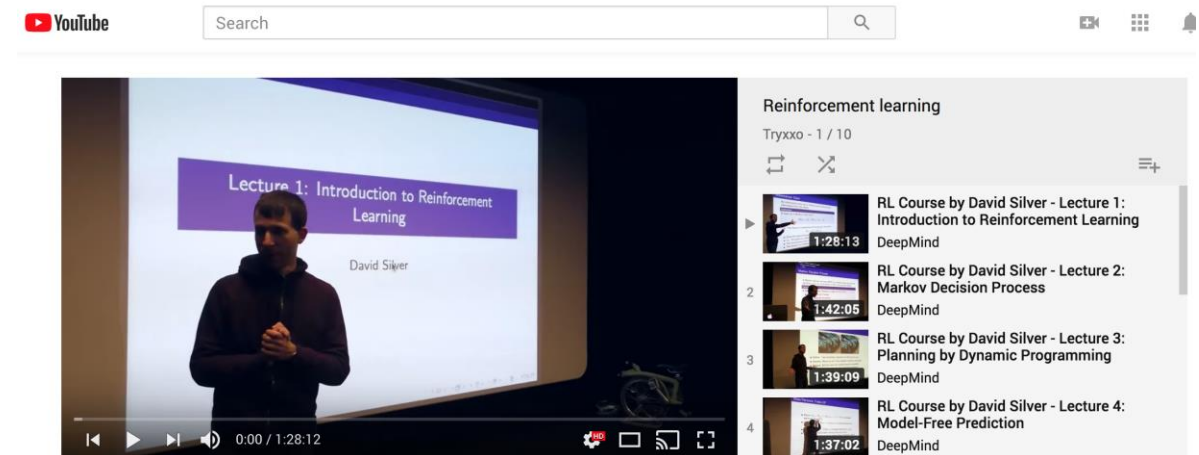 YouTube
Search
Lecture 1: Introduction to Reinforcement
Learning
David Silver
0:00 / 1:28:12
HD
Reinforcement learning
Tryxxo - 1 / 10
1:28:13
RL Course by David Silver - Lecture 1:
Introduction to Reinforcement Learning
DeepMind
2
1:42:05
RL Course by David Silver - Lecture 2:
Markov Decision Process
DeepMind
3
1:39:09
RL Course by David Silver - Lecture 3:
Planning by Dynamic Programming
DeepMind
4
1:37:02
RL Course by David Silver - Lecture 4:
Model-Free Prediction
DeepMind